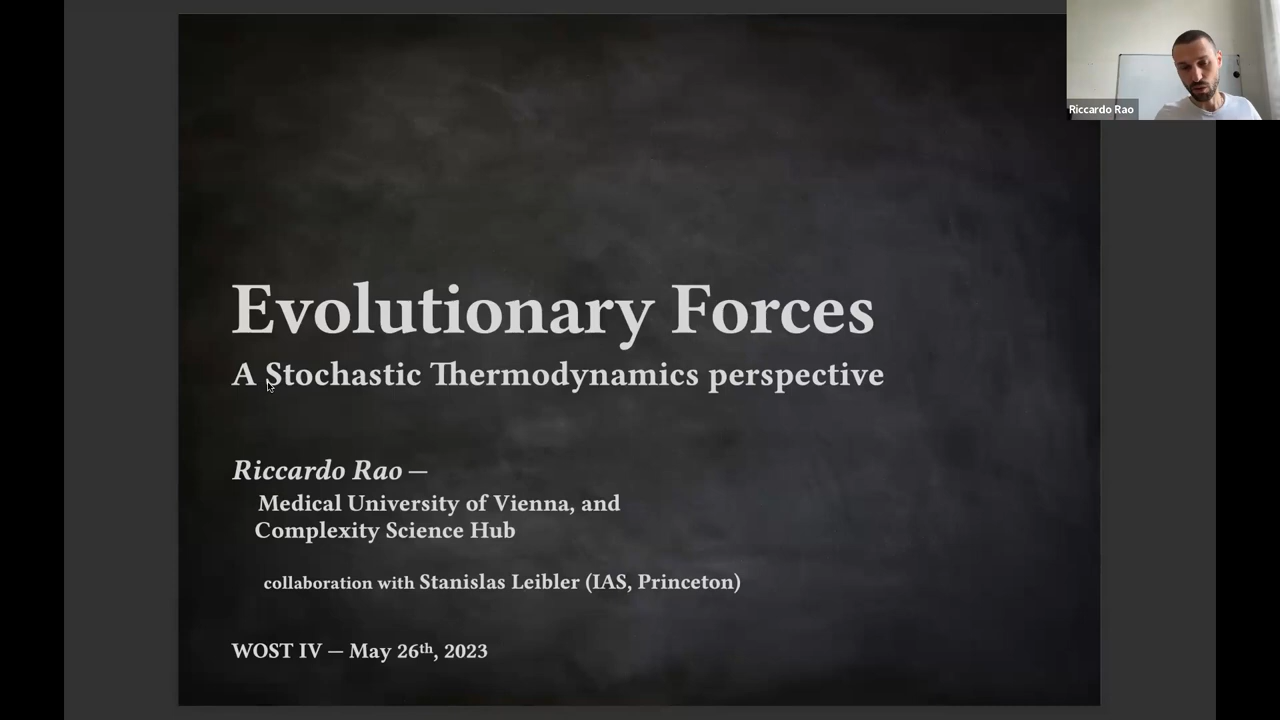 Riccardo Rao
Evolutionary Forces
A Stochastic Thermodynamics perspective
Riccardo Rao —
Medical University of Vienna, and
Complexity Science Hub
collaboration with Stanislas Leibler (IAS, Princeton)
WOST IV — May 26th, 2023